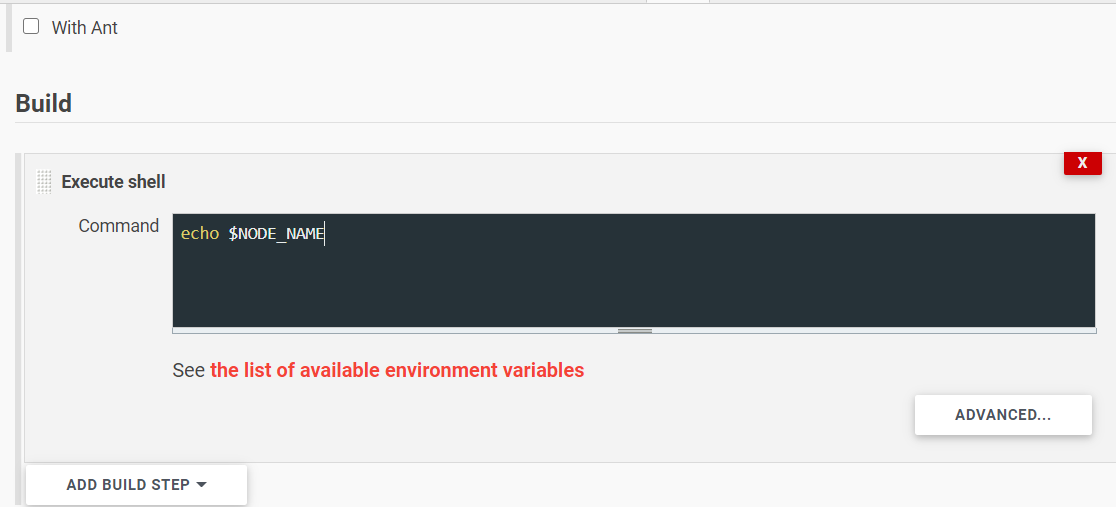 With Ant
Build
X
Execute shell
Command
echo $NODE_NAME
See the list of available environment variables
ADVANCED...
ADD BUILD STEP